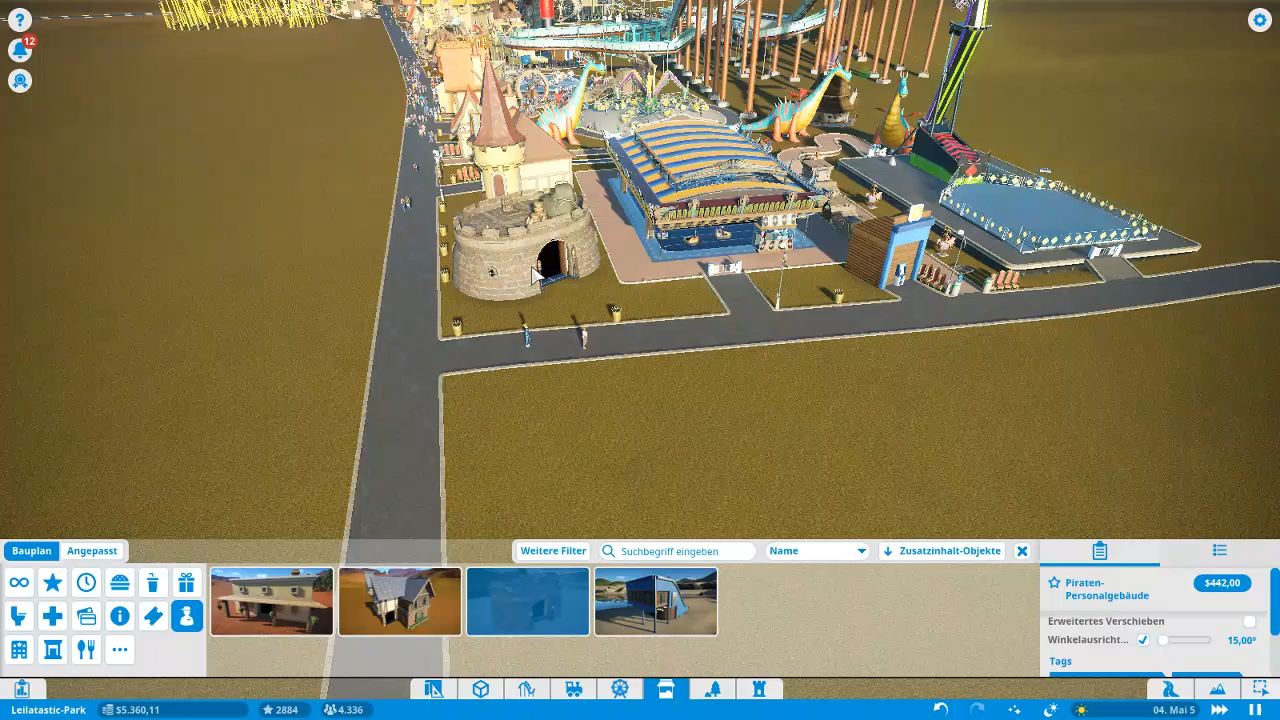 12
Bauplan
Angepasst
Weitere Filter
Suchbegriff eingeben
Name
Zusatzinhalt-Objekte
Piraten-
Personalgebäude
$442,00
Erweitertes Verschieben
Winkelausricht...
15,00°
Tags
Leilatastic-Park
$5.360,11
2884
4.336
04. Mai 5